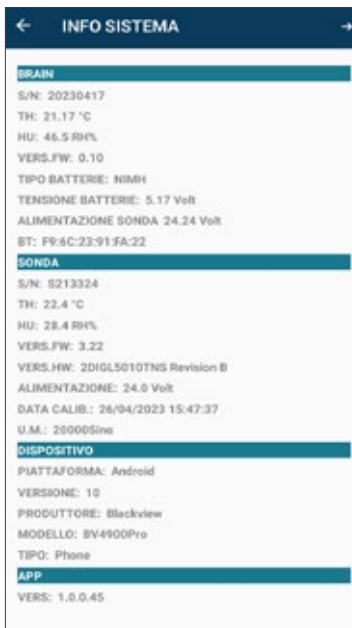 INFO SISTEMA
BRAIN
S/N: 20230417
TH: 21.17 °C
HU: 46.5 RH%
VERS.FW: 0.10
TIPO BATTERIE: NIMH
TENSIONE BATTERIE: 5.17 Volt
ALIMENTAZIONE SONDA 24.24 Volt
BT: F9:6C:23:91:FA:22
SONDA
S/N: S213324
TH: 22.4 °C
HU: 28.4 RH%
VERS.FW: 3.22
VERS.HW: 2DIGL5010TNS Revision B
ALIMENTAZIONE: 24.0 Volt
DATA CALIB.: 26/04/2023 15:47:37
U.M.: 20000Sine
DISPOSITIVO
PIATTAFORMA: Android
VERSIONE: 10
PRODUTTORE: Blackview
MODELLO: BV4900Pro
TIPO: Phone
APP
VERS: 1.0.0.45